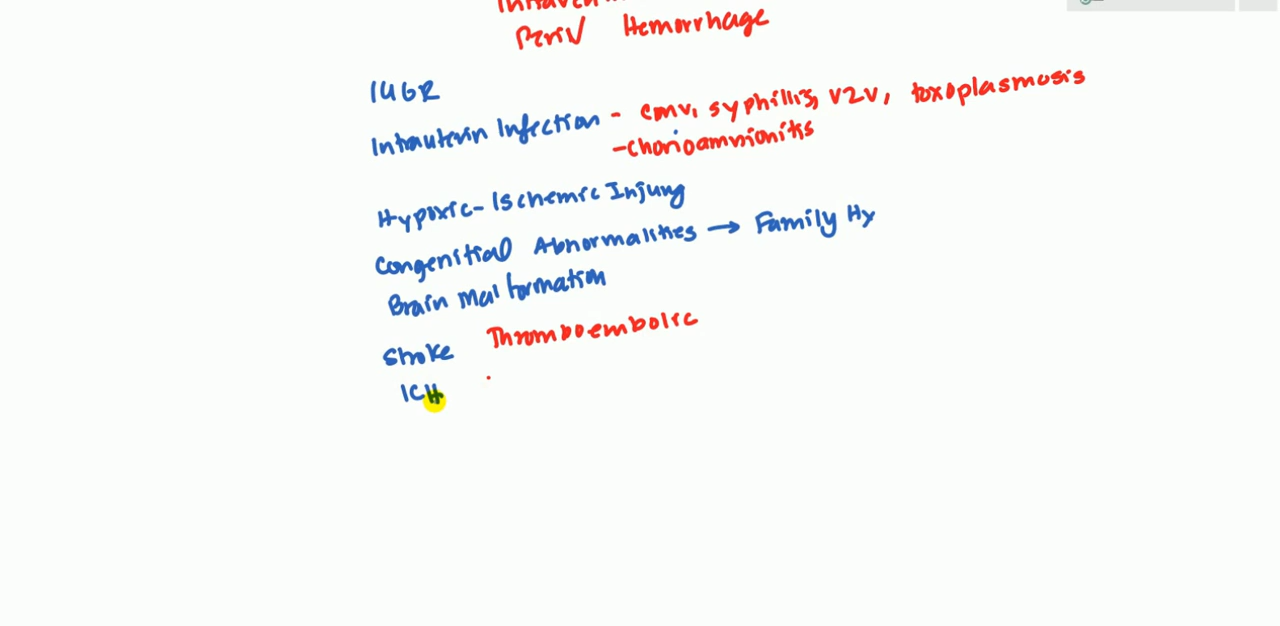 Periv Hemorrhage
IUGR
Intrauterin Infection - cmv, syphillis, VZV, toxoplasmosis
- chorioamnionitis
Hypoxic-Ischemic Injury
Congenitial Abnormalities → Family Hx
Brain Malformation
Stroke Thromboembolic
ICH